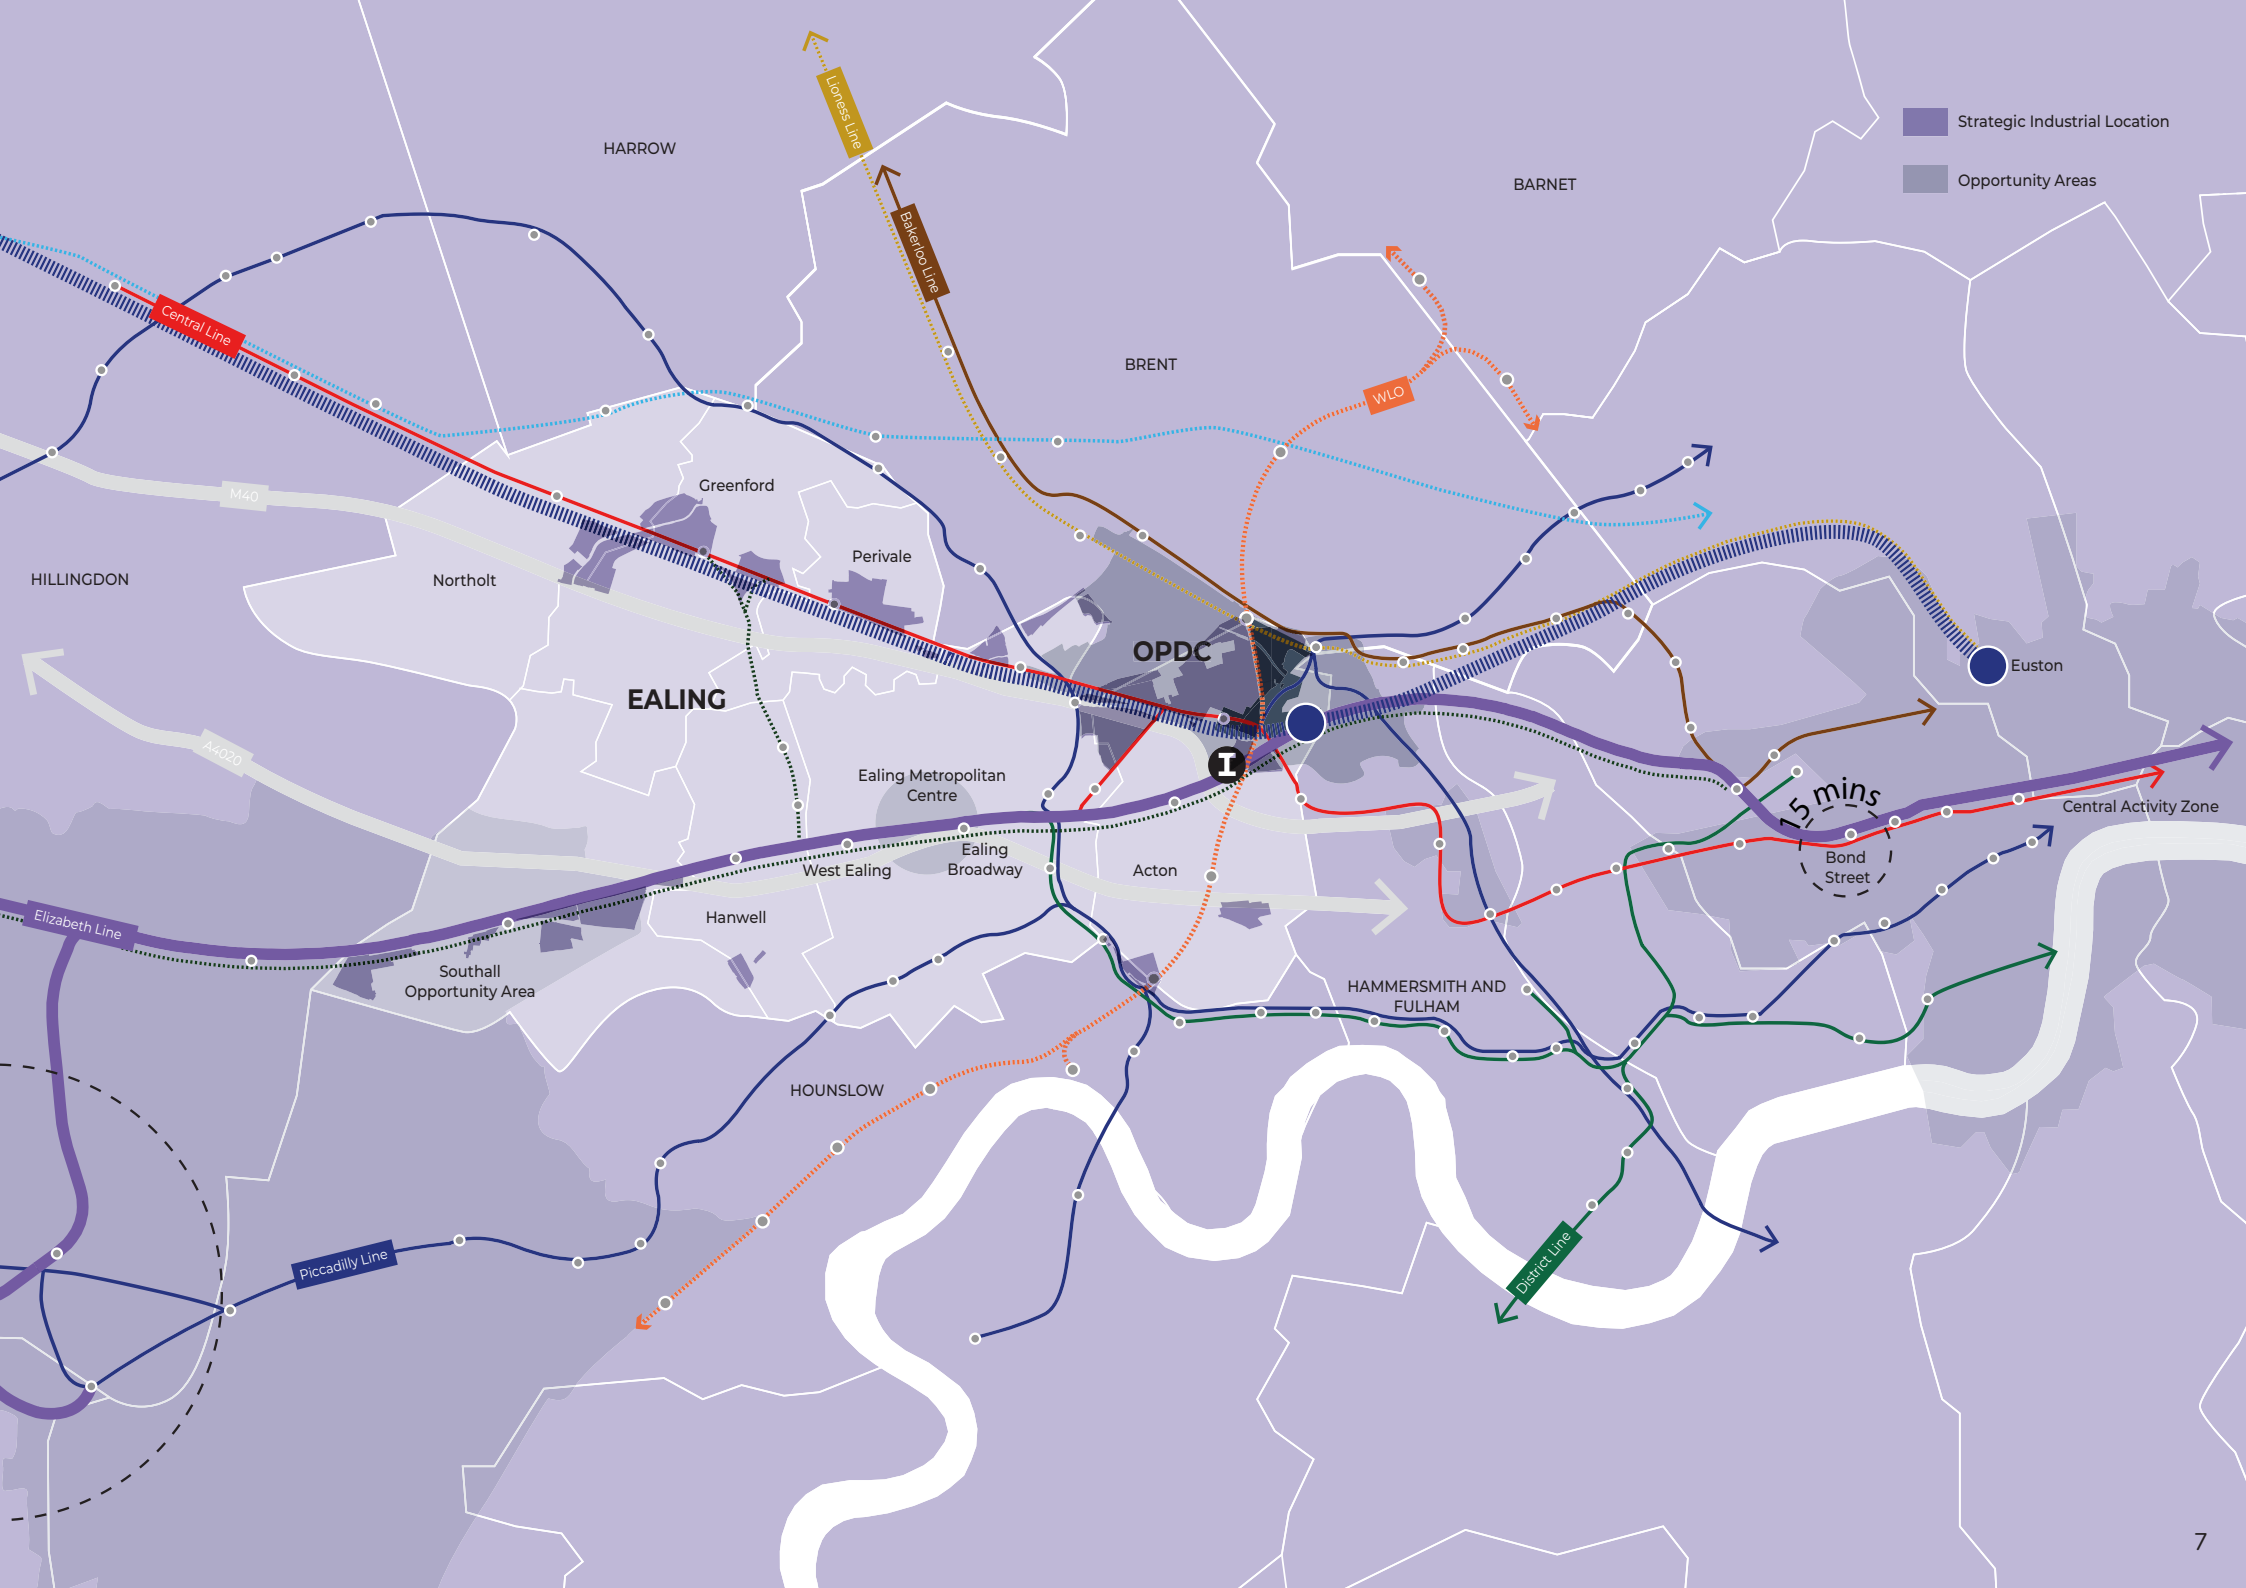 Lioness Line
Strategic Industrial Location
HARROW
Opportunity Areas
BARNET
Bakerloo Line
Central Line
BRENT
WLO
M40
Greenford
Perivale
HILLINGDON
Northolt
OPDC
EALING
Euston
A4020
I
Ealing Metropolitan
Centre
15 mins
Central Activity Zone
Ealing
Broadway
West Ealing
Acton
Bond
Street
Elizabeth Line
Hanwell
Southall
Opportunity Area
HAMMERSMITH AND
FULHAM
HOUNSLOW
Piccadilly Line
District Line
7